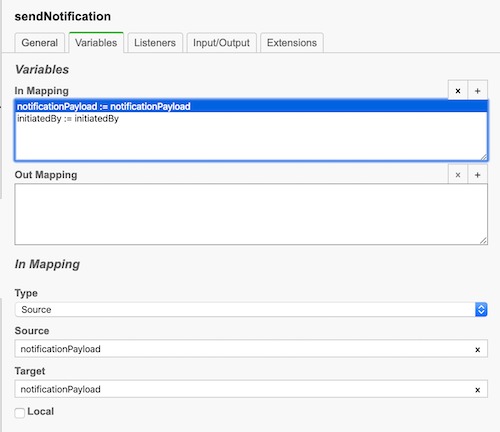 sendNotification
General Variables Listeners Input/Output Extensions
Variables
In Mapping x +
notificationPayload := notificationPayload
initiatedBy := initiatedBy
Out Mapping x +
In Mapping
Type
Source
Source
notificationPayload x
Target
notificationPayload x
Local